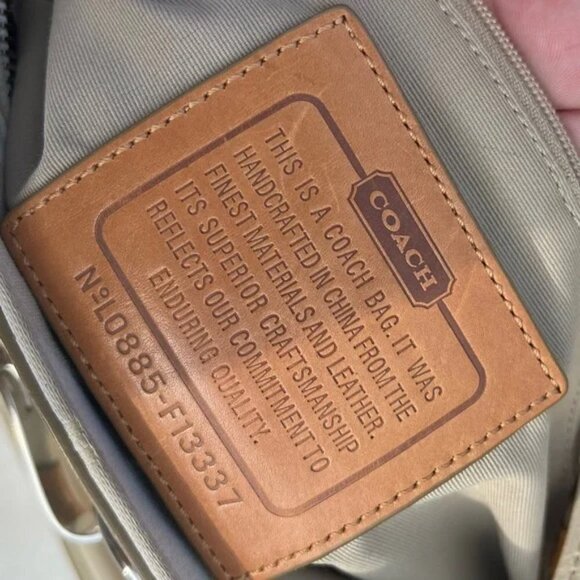 COACH
THIS IS A COACH BAG. IT WAS
HANDCRAFTED IN CHINA FROM THE
FINEST MATERIALS AND LEATHER.
ITS SUPERIOR CRAFTSMANSHIP
REFLECTS OUR COMMITMENT TO
ENDURING QUALITY.
NºL0885-F13337